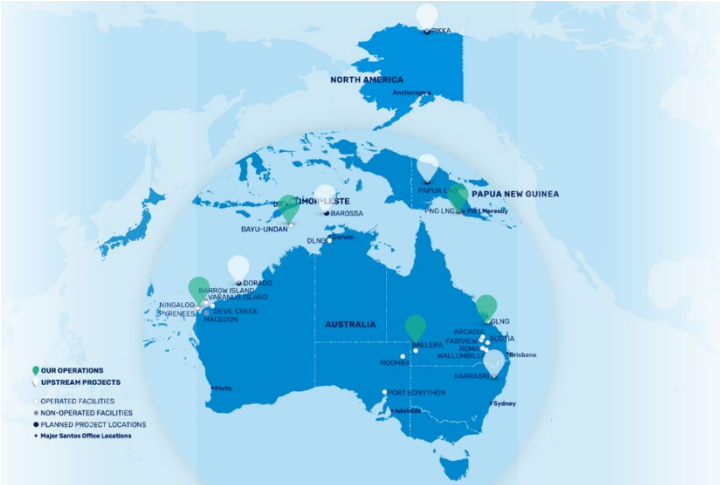 PIKKA
NORTH AMERICA
Anchorage
PAPUA LNG
PAPUA NEW GUINEA
PNG LNG
Port Moresby
TIMOR-LESTE
BAROSSA
BAYU-UNDAN
Darwin
DLNG
DORADO
BARROW ISLAND
VARANUS ISLAND
NINGALOO
DEVIL CREEK
PYRENEES
MACEDON
GLNG
AUSTRALIA
ARCADIA
SCOTIA
FAIRVIEW
ROMA
WALLUMBILLA
Brisbane
BALLERA
MOOMBA
NARRABRI
PORT BONYTHON
Perth
Sydney
Adelaide
OUR OPERATIONS
UPSTREAM PROJECTS
OPERATED FACILITIES
NON-OPERATED FACILITIES
PLANNED PROJECT LOCATIONS
Major Santos Office Locations